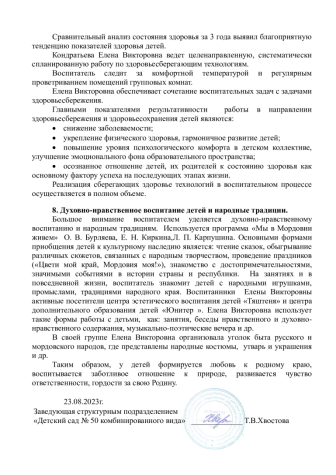 Сравнительный анализ состояния здоровья за 3 года выявил благоприятную
тенденцию показателей здоровья детей.
Кондратьева Елена Викторовна ведет целенаправленную, систематически
спланированную работу по здоровьесберегающим технологиям.
Воспитатель следит за комфортной температурой и регулярным
проветриванием помещений групповых комнат.
Елена Викторовна обеспечивает сочетание воспитательных задач с задачами
здоровьесбережения.
Главными показателями результативности работы в направлении
здоровьесбережения и здоровьесохранения детей являются:
• снижение заболеваемости;
• укрепление физического здоровья, гармоничное развитие детей;
• повышение уровня психологического комфорта в детском коллективе,
улучшение эмоционального фона образовательного пространства;
• осознанное отношение детей, их родителей к состоянию здоровья как
основному фактору успеха на последующих этапах жизни.
Реализация сберегающих здоровье технологий в воспитательном процессе
осуществляется в полном объеме.
8. Духовно-нравственное воспитание детей и народные традиции.
Большое внимание воспитателем уделяется духовно-нравственному
воспитанию и народным традициям. Используется программа «Мы в Мордовии
живем» О. В. Бурляева, Е. Н. Киркина,Л. П. Карпушина. Основными формами
приобщения детей к культурному наследию являются: чтение сказок, обыгрывание
различных сюжетов, связанных с народным творчеством, проведение праздников
(«Цвети мой край, Мордовия моя!»), знакомство с достопримечательностями,
значимыми событиями в истории страны и республики. На занятиях и в
повседневной жизни, воспитатель знакомит детей с народными игрушками,
промыслами, традициями народного края. Воспитанники Елены Викторовны
активные посетители центра эстетического воспитания детей «Тяштеня» и центра
дополнительного образования детей «Юнитер ». Елена Викторовна использует
такие формы работы с детьми, как: занятия, беседы нравственного и духовно-
нравственного содержания, музыкально-поэтические вечера и др.
В своей группе Елена Викторовна организовала уголок быта русского и
мордовского народов, где представлены народные костюмы, утварь и украшения
и др.
Таким образом, у детей формируется любовь к родному краю,
воспитывается заботливое отношение к природе, развивается чувство
ответственности, гордости за свою Родину.
23.08.2023г.
Заведующая структурным подразделением
«Детский сад № 50 комбинированного вида» Т.В.Хвостова